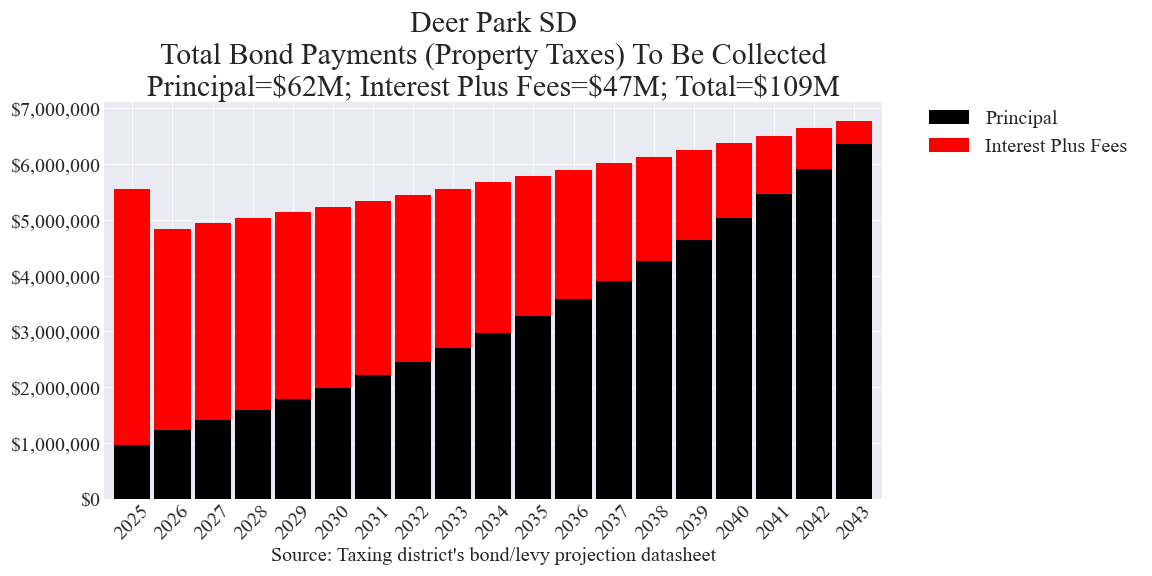 Deer Park SD
Total Bond Payments (Property Taxes) To Be Collected
Principal=$62M; Interest Plus Fees=$47M; Total=$109M
$7,000,000
$6,000,000
$5,000,000
$4,000,000
$3,000,000
$2,000,000
$1,000,000
$0
Principal
Interest Plus Fees
2025 2026 2027 2028 2029 2030 2031 2032 2033 2034 2035 2036 2037 2038 2039 2040 2041 2042 2043
Source: Taxing district's bond/levy projection datasheet